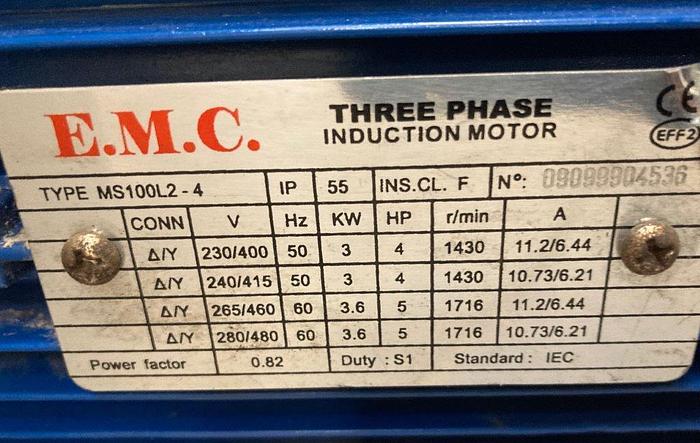 E.M.C.
THREE PHASE
INDUCTION MOTOR
CE
EFF2
TYPE MS100L2-4 IP 55 INS.CL. F Nº: 09099904536
CONN V Hz KW HP r/min A
Δ/Y 230/400 50 3 4 1430 11.2/6.44
Δ/Y 240/415 50 3 4 1430 10.73/6.21
Δ/Y 265/460 60 3.6 5 1716 11.2/6.44
Δ/Y 280/480 60 3.6 5 1716 10.73/6.21
Power factor 0.82 Duty : S1 Standard : IEC